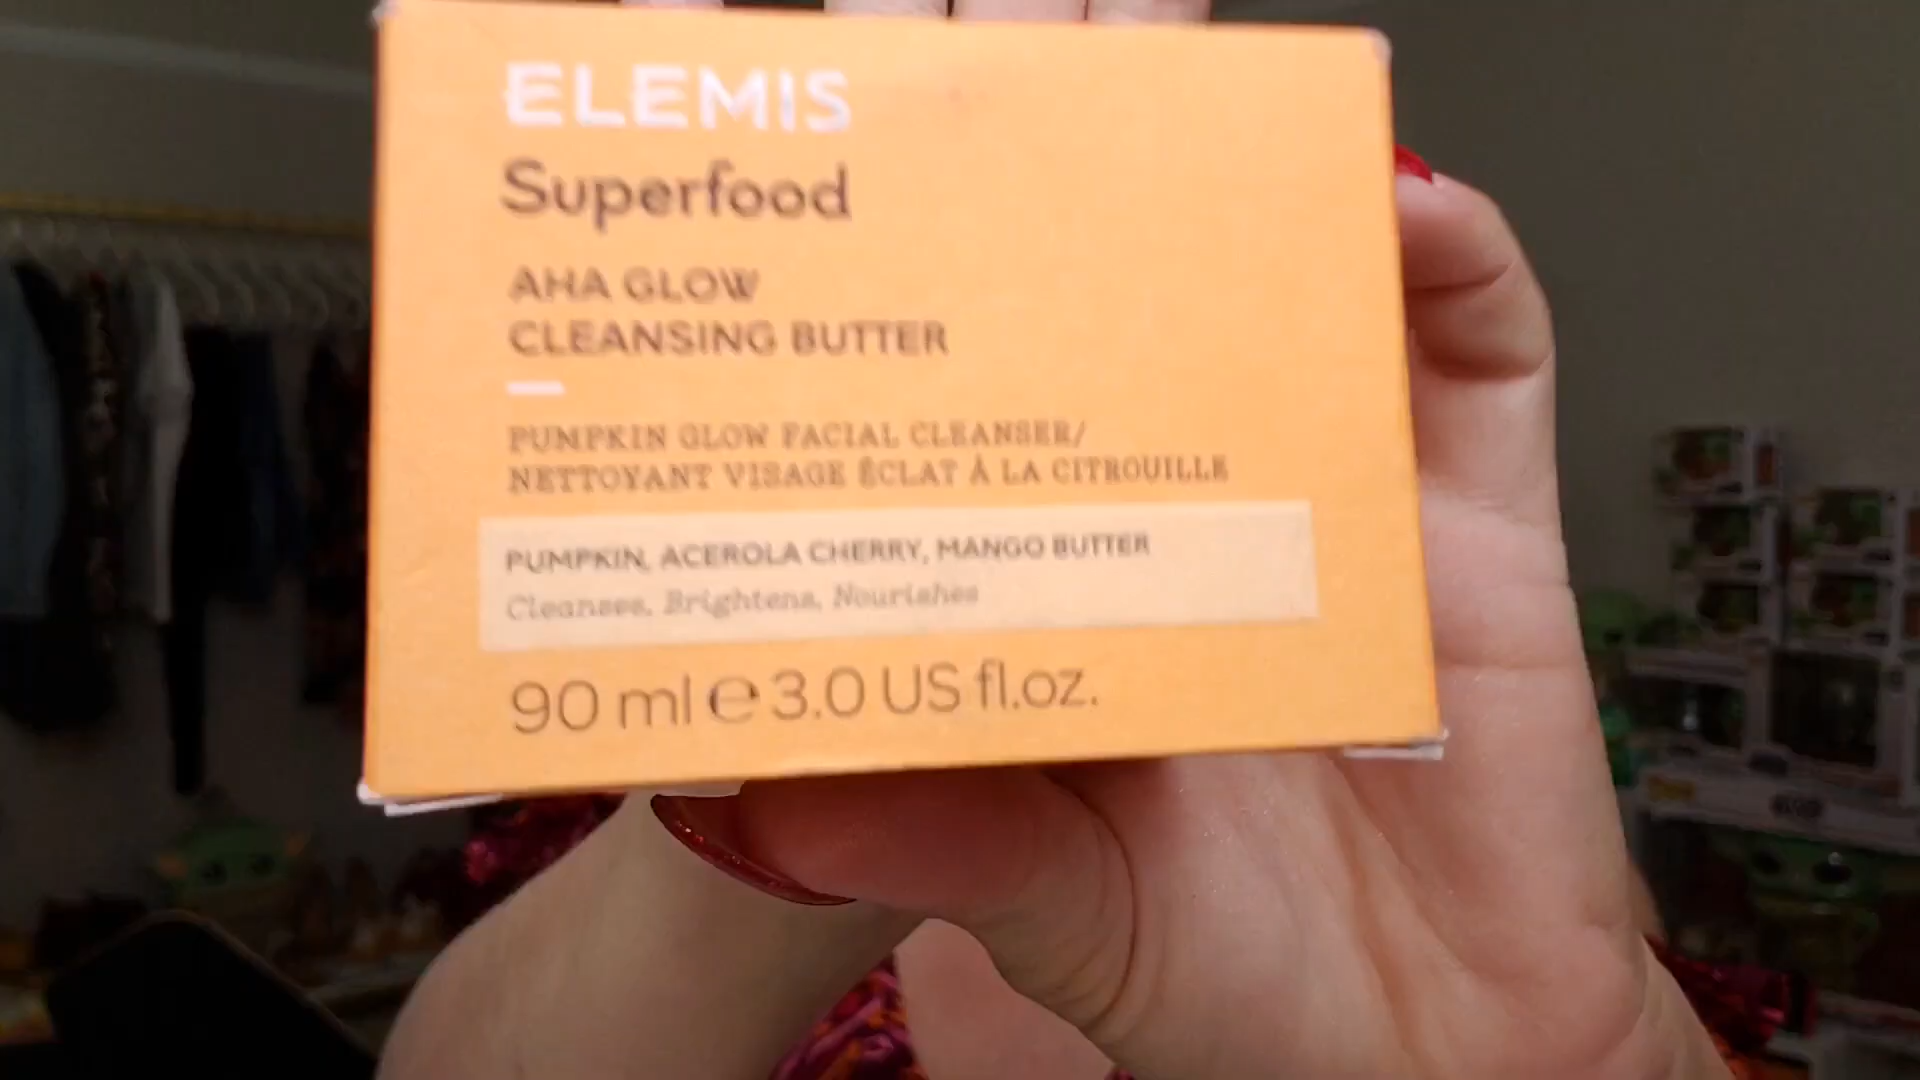 ELEMIS
Superfood
AHA GLOW
CLEANSING BUTTER
PUMPKIN GLOW FACIAL CLEANSER/
NETTOYANT VISAGE ÉCLAT À LA CITROUILLE
PUMPKIN, ACEROLA CHERRY, MANGO BUTTER
Cleanses, Brightens, Nourishes
90 ml e 3.0 US fl.oz.